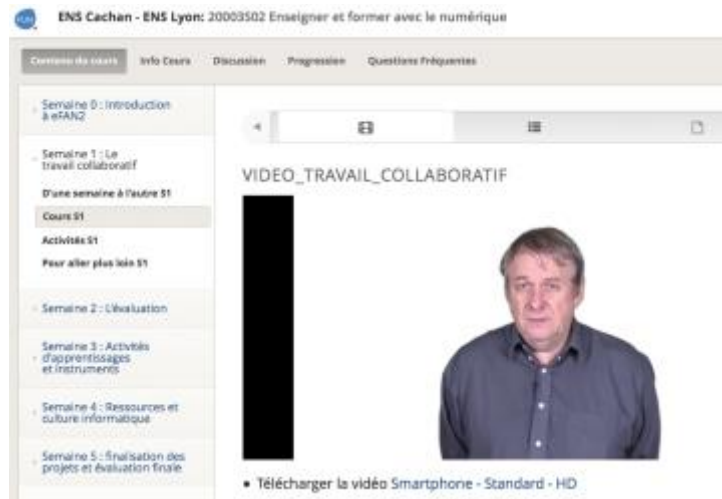 ENS Cachan - ENS Lyon: 20003S02 Enseigner et former avec le numérique
Contenu du cours Info Cours Discussion Progression Questions Fréquentes
Semaine 0 : Introduction
à eFAN2
Semaine 1 : Le
travail collaboratif
D'une semaine à l'autre S1
Cours S1
Activités S1
Pour aller plus loin S1
Semaine 2 : L'évaluation
Semaine 3 : Activités
d'apprentissages
et instruments
Semaine 4 : Ressources et
culture informatique
Semaine 5 : finalisation des
projets et évaluation finale
VIDEO_TRAVAIL_COLLABORATIF
• Télécharger la vidéo Smartphone - Standard - HD